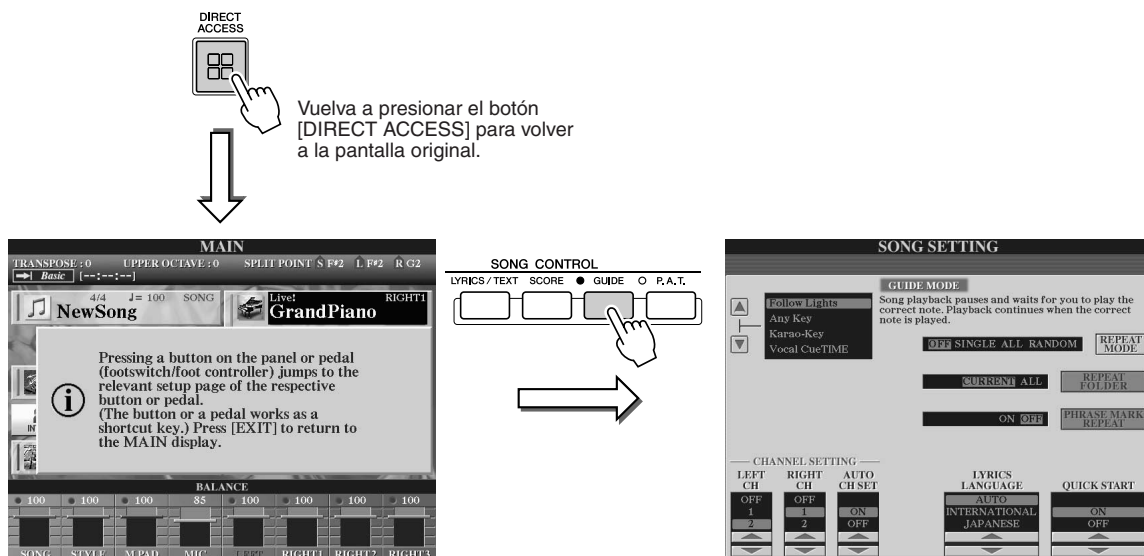 DIRECT
ACCESS
Vuelva a presionar el botón
[DIRECT ACCESS] para volver
a la pantalla original.
MAIN
TRANSPOSE : 0 UPPER OCTAVE : 0 SPLIT POINT S F#2 L F#2 R G2
Basic [--:--:--]
4/4 ♩= 100 SONG
NewSong
Live! RIGHT1
GrandPiano
Pressing a button on the panel or pedal
(footswitch/foot controller) jumps to the
relevant setup page of the respective
button or pedal.
(The button or a pedal works as a
shortcut key.) Press [EXIT] to return to
the MAIN display.
BALANCE
100 100 100 85 100 100 100 100
SONG STYLE M.PAD MIC LEFT RIGHT1 RIGHT2 RIGHT3
SONG CONTROL
LYRICS / TEXT SCORE ● GUIDE ○ P.A.T.
SONG SETTING
GUIDE MODE
Follow Lights
Any Key
Karao-Key
Vocal CueTIME
Song playback pauses and waits for you to play the
correct note. Playback continues when the correct
note is played.
OFF SINGLE ALL RANDOM
REPEAT
MODE
CURRENT ALL
REPEAT
FOLDER
ON OFF
PHRASE MARK
REPEAT
CHANNEL SETTING
LEFT
CH
RIGHT
CH
AUTO
CH SET
LYRICS
LANGUAGE
QUICK START
OFF OFF AUTO
1 1 ON INTERNATIONAL ON
2 2 OFF JAPANESE OFF